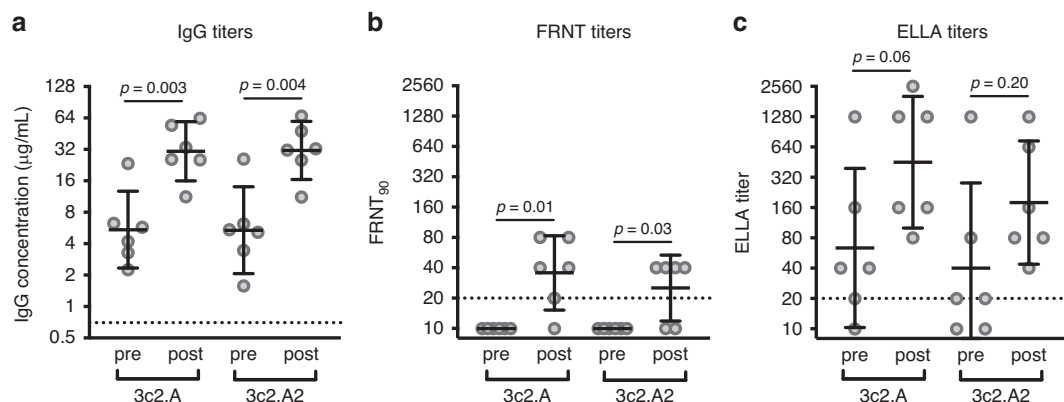 a
IgG titers
IgG concentration (μg/mL)
128
64
32
16
8
4
2
1
0.5
p = 0.003
p = 0.004
pre
post
pre
post
3c2.A
3c2.A2
b
FRNT titers
FRNT90
2560
1280
640
320
160
80
40
20
10
p = 0.01
p = 0.03
pre
post
pre
post
3c2.A
3c2.A2
c
ELLA titers
ELLA titer
2560
1280
640
320
160
80
40
20
10
p = 0.06
p = 0.20
pre
post
pre
post
3c2.A
3c2.A2